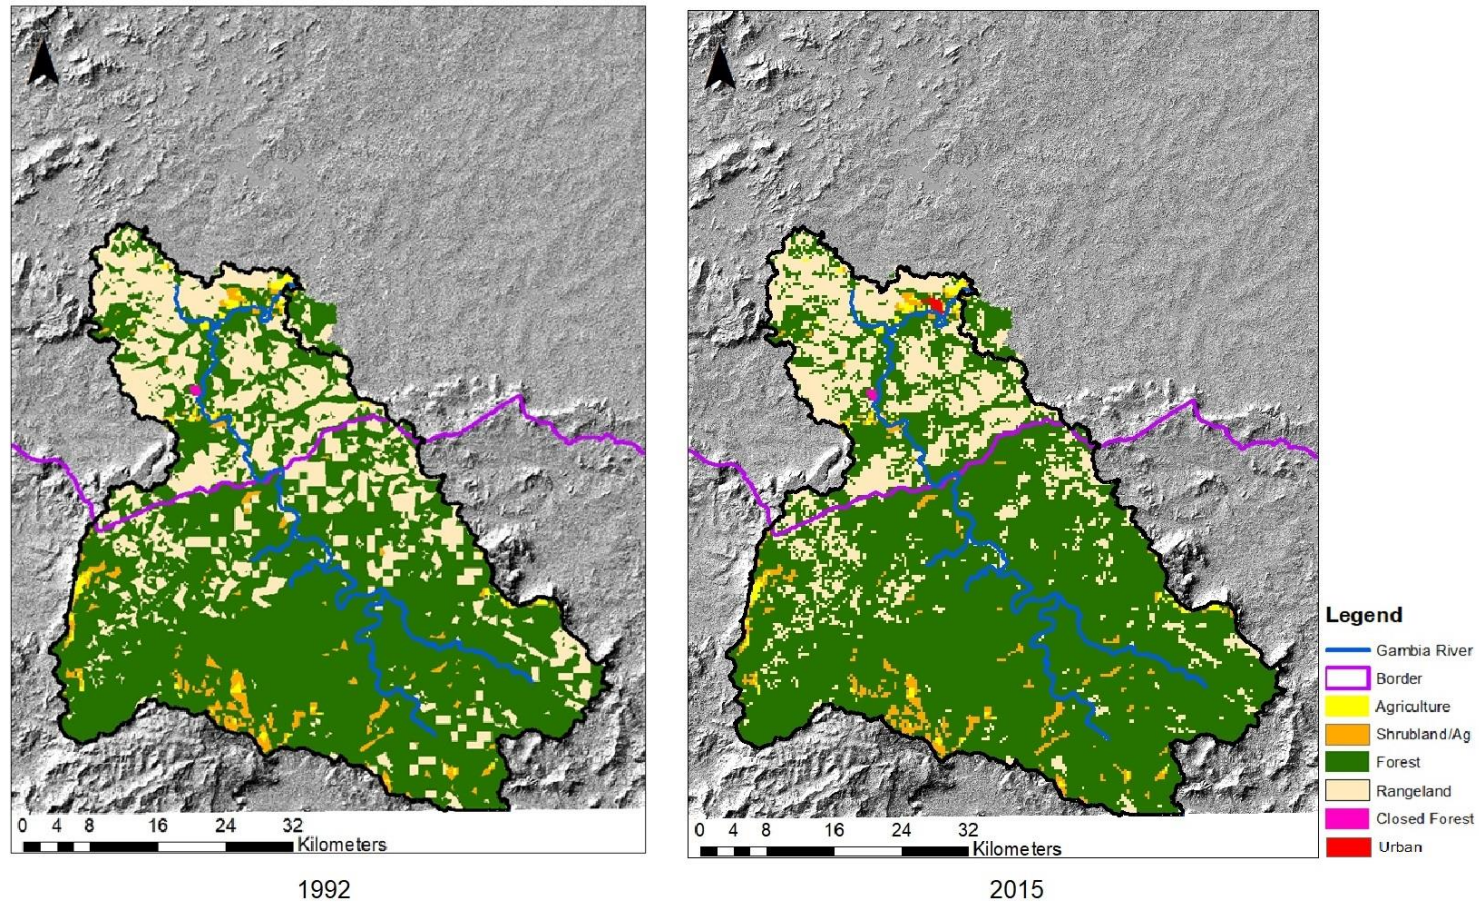 0 4 8 16 24 32
Kilometers
1992
0 4 8 16 24 32
Kilometers
2015
Legend
Gambia River
Border
Agriculture
Shrubland/Ag
Forest
Rangeland
Closed Forest
Urban